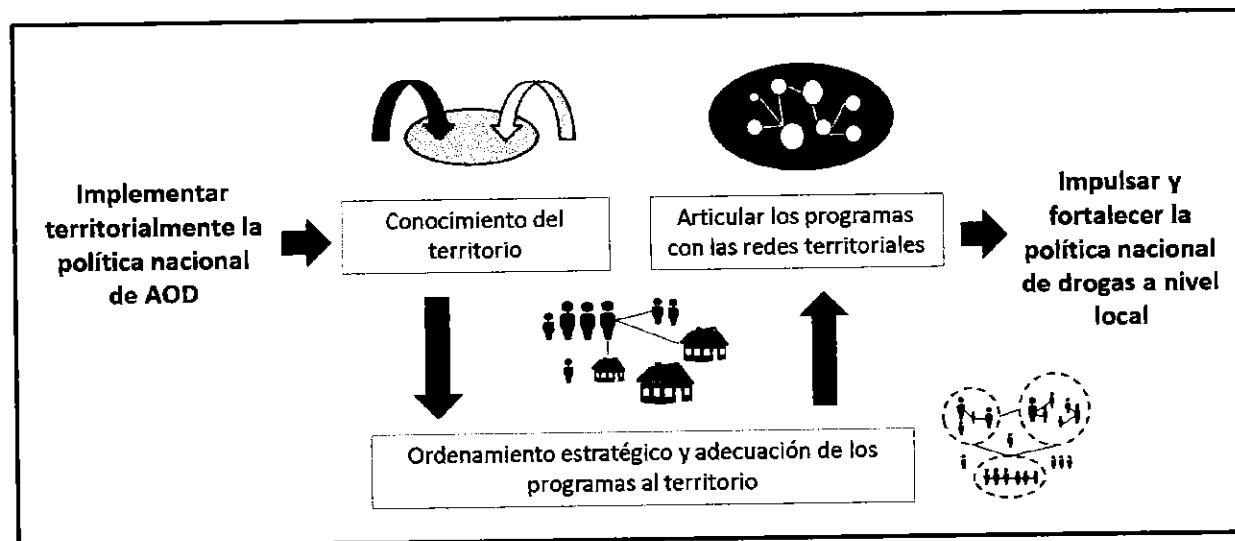 Implementar
territorialmente la
política nacional
de AOD
Conocimiento del
territorio
Articular los programas
con las redes territoriales
Impulsar y
fortalecer la
política nacional
de drogas a nivel
local
Ordenamiento estratégico y adecuación de los
programas al territorio